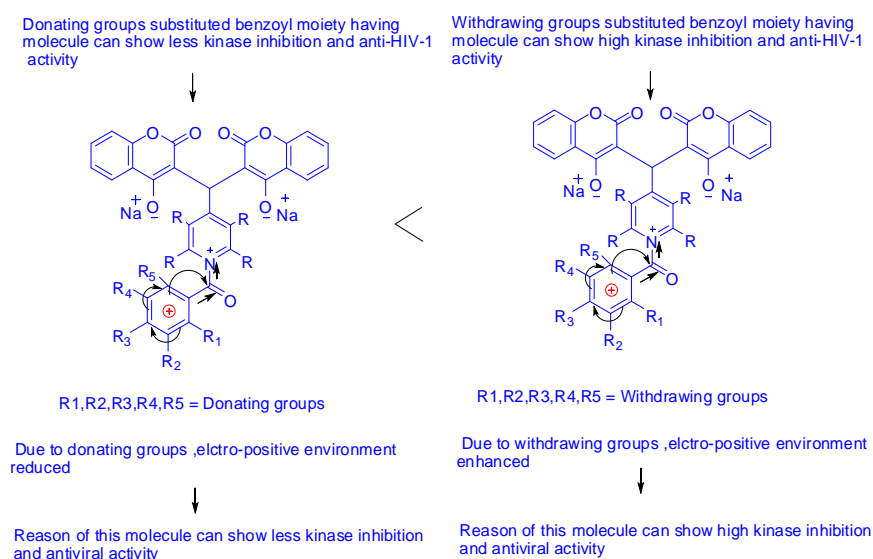 Donating groups substituted benzoyl moiety having
molecule can show less kinase inhibition and anti-HIV-1
activity
O
O
O
O
Na
+
O
−
O
−
+
Na
R
R
R
R
N
+
R5
R4
R3
R2
R1
O
+
R1,R2,R3,R4,R5 = Donating groups
Due to donating groups ,elctro-positive environment
reduced
Reason of this molecule can show less kinase inhibition
and antiviral activity
<
Withdrawing groups substituted benzoyl moiety having
molecule can show high kinase inhibition and anti-HIV-1
activity
O
O
O
O
Na
+
O
−
O
−
+
Na
R
R
R
R
N
+
R5
R4
R3
R2
R1
O
+
R1,R2,R3,R4,R5 = Withdrawing groups
Due to withdrawing groups ,elctro-positive environment
enhanced
Reason of this molecule can show high kinase inhibition
and antiviral activity